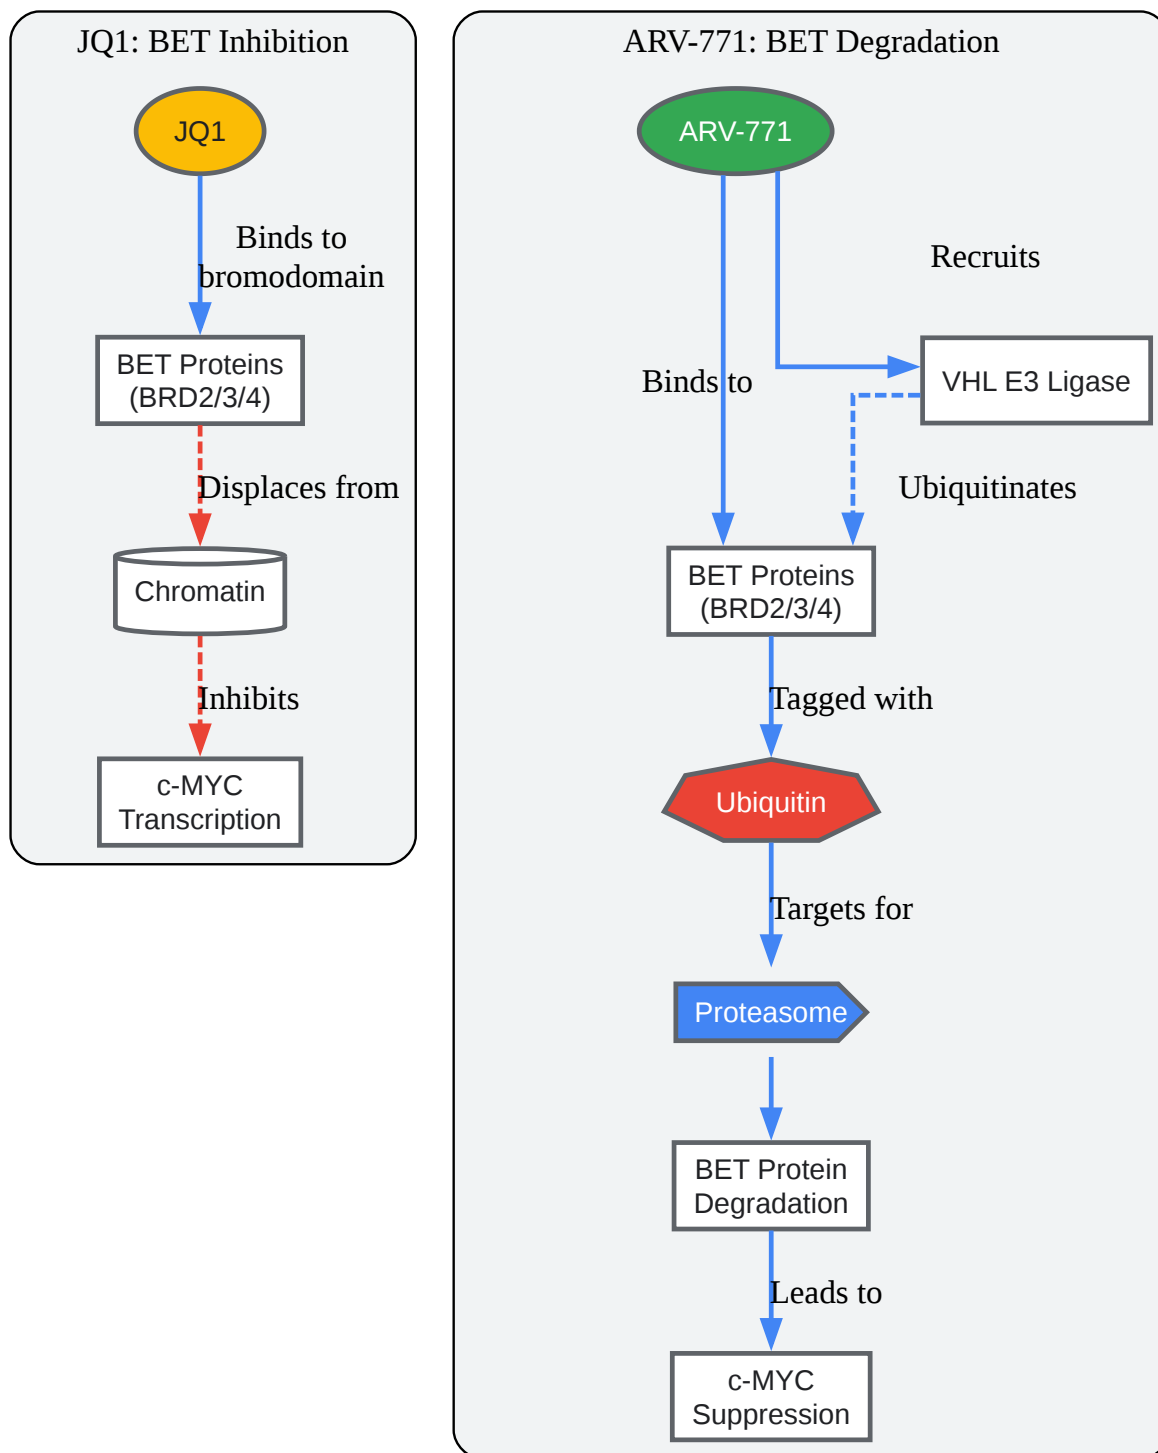 JQ1: BET Inhibition
JQ1
Binds to
bromodomain
BET Proteins
(BRD2/3/4)
Displaces from
Chromatin
Inhibits
c-MYC
Transcription
ARV-771: BET Degradation
ARV-771
Recruits
Binds to
VHL E3 Ligase
Ubiquitinates
BET Proteins
(BRD2/3/4)
Tagged with
Ubiquitin
Targets for
Proteasome
BET Protein
Degradation
Leads to
c-MYC
Suppression